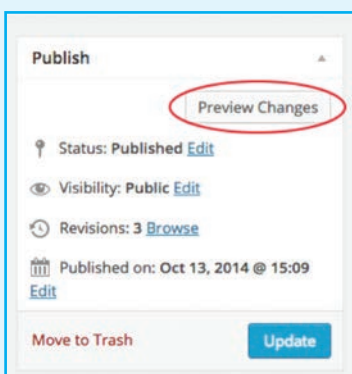 Publish
Preview Changes
Status: Published Edit
Visibility: Public Edit
Revisions: 3 Browse
Published on: Oct 13, 2014 @ 15:09
Edit
Move to Trash Update